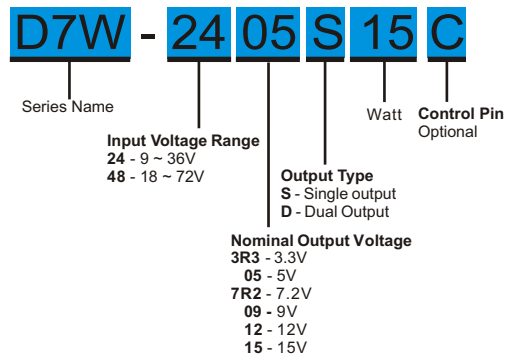 D7W - 24 05 S 15 C
Series Name
Watt
Control Pin
Optional
Input Voltage Range
24 - 9 ~ 36V
48 - 18 ~ 72V
Output Type
S - Single output
D - Dual Output
Nominal Output Voltage
3R3 - 3.3V
05 - 5V
7R2 - 7.2V
09 - 9V
12 - 12V
15 - 15V